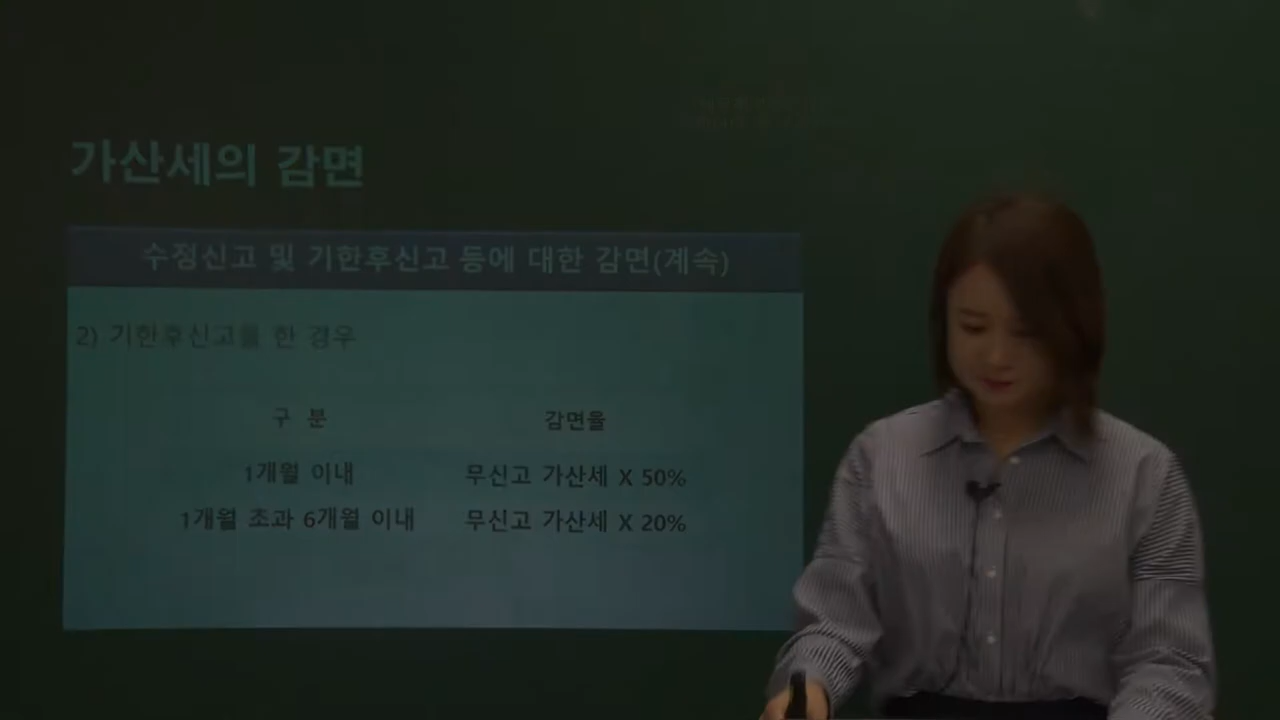 가산세의 감면
수정신고 및 기한후신고 등에 대한 감면(계속)
2) 기한후신고를 한 경우
구 분 감면율
1개월 이내 무신고 가산세 X 50%
1개월 초과 6개월 이내 무신고 가산세 X 20%